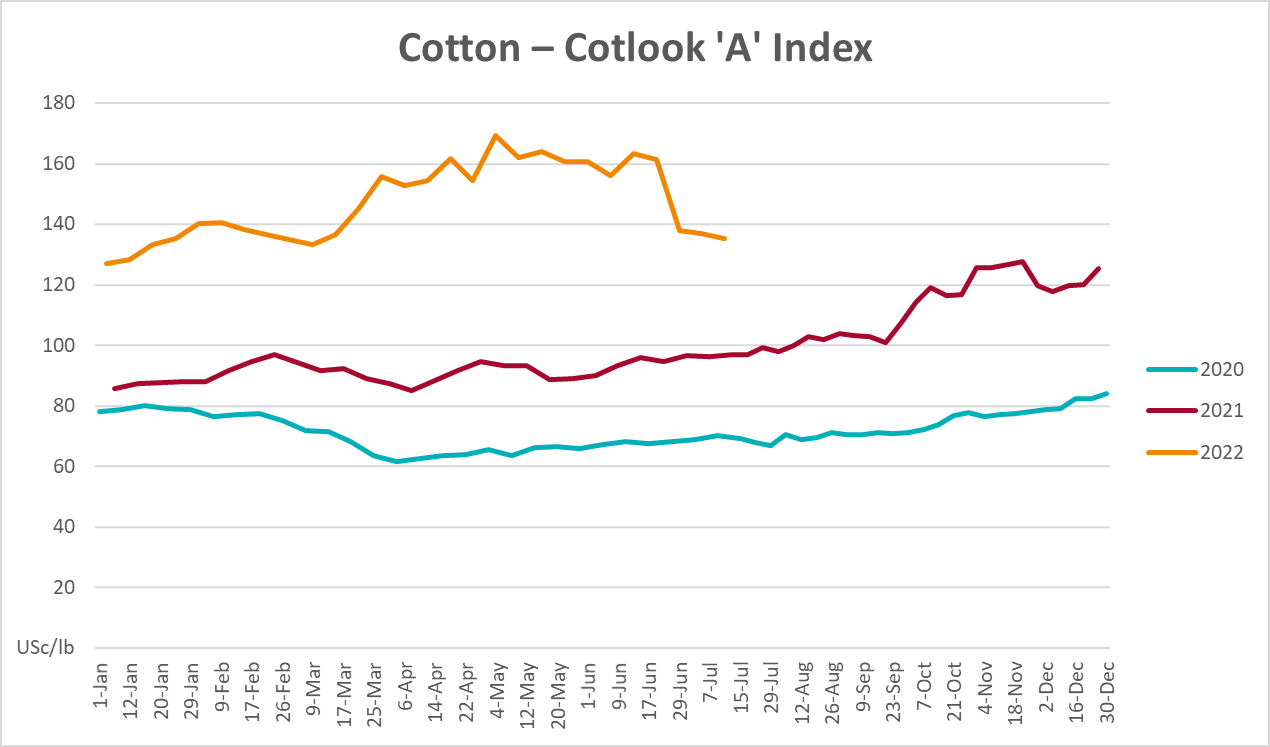 Cotton – Cotlook 'A' Index
180
160
140
120
100
80
60
40
20
USc/lb
1-Jan
12-Jan
20-Jan
29-Jan
9-Feb
17-Feb
26-Feb
9-Mar
17-Mar
25-Mar
6-Apr
14-Apr
22-Apr
4-May
12-May
20-May
1-Jun
9-Jun
17-Jun
29-Jun
7-Jul
15-Jul
29-Jul
12-Aug
26-Aug
9-Sep
23-Sep
7-Oct
21-Oct
4-Nov
18-Nov
2-Dec
16-Dec
30-Dec
2020
2021
2022